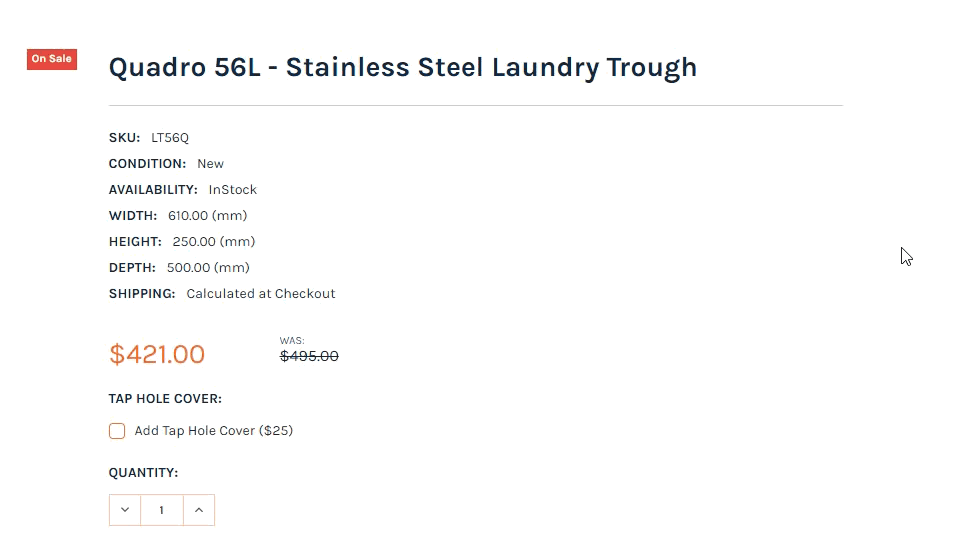 On Sale
Quadro 56L - Stainless Steel Laundry Trough
SKU: LT56Q
CONDITION: New
AVAILABILITY: InStock
WIDTH: 610.00 (mm)
HEIGHT: 250.00 (mm)
DEPTH: 500.00 (mm)
SHIPPING: Calculated at Checkout
WAS:
$421.00 $495.00
TAP HOLE COVER:
Add Tap Hole Cover ($25)
QUANTITY:
1